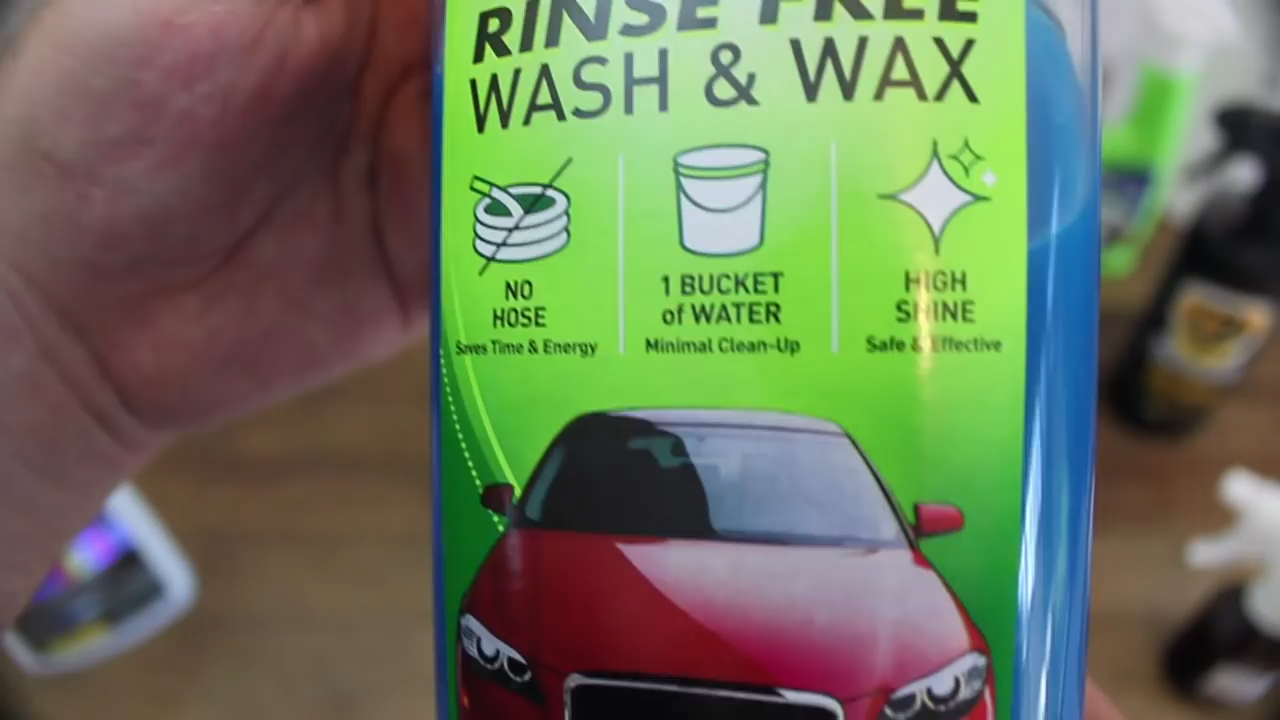 RINSE FREE
WASH & WAX
NO
HOSE
Saves Time & Energy
1 BUCKET
of WATER
Minimal Clean-Up
HIGH
SHINE
Safe & Effective